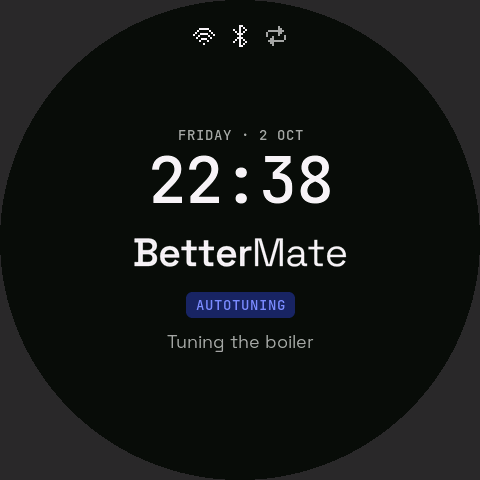 FRIDAY · 2 OCT
22:38
BetterMate
AUTOTUNING
Tuning the boiler